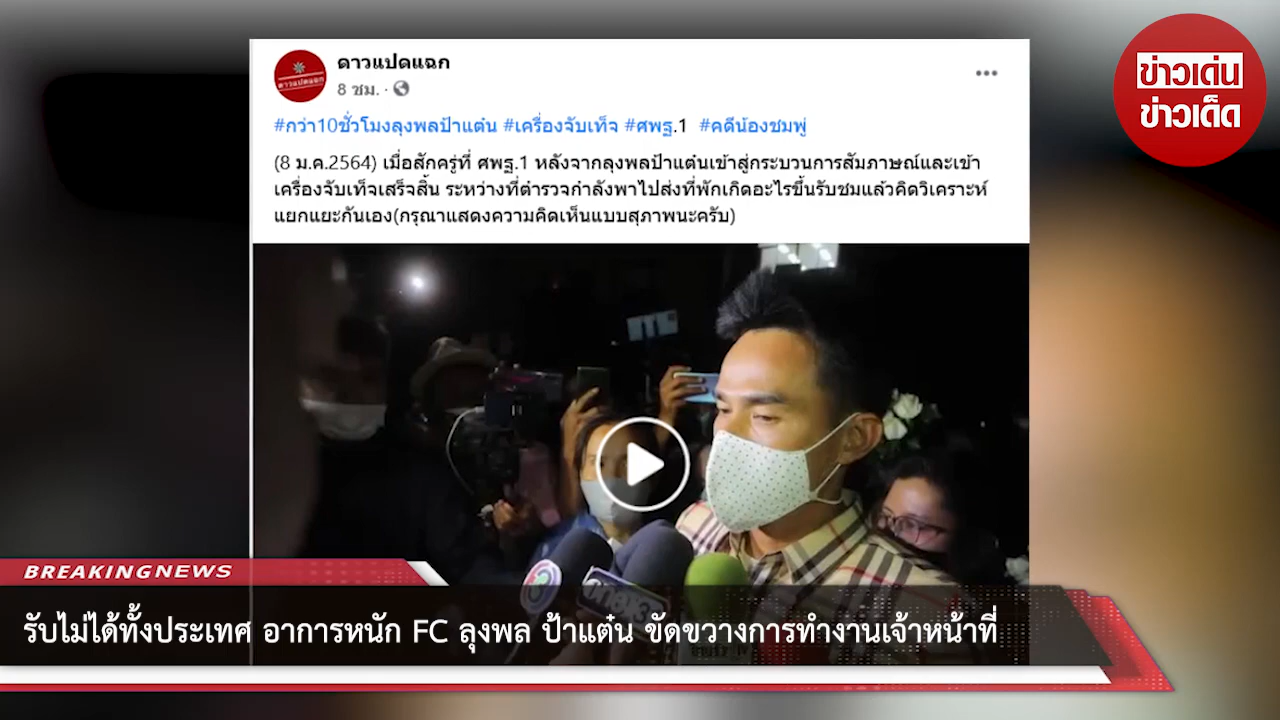 ดาวแปดแฉก
8 ชม.
#กว่า10ชั่วโมงลุงพลป้าแต๋น #เครื่องจับเท็จ #ศพฐ.1 #คดีน้องชมพู่
(8 ม.ค.2564) เมื่อสักครู่ที่ ศพฐ.1 หลังจากลุงพลป้าแต๋นเข้าสู่กระบวนการสัมภาษณ์และเข้า
เครื่องจับเท็จเสร็จสิ้น ระหว่างที่ตำรวจกำลังพาไปส่งที่พักเกิดอะไรขึ้นรับชมแล้วคิดวิเคราะห์
แยกแยะกันเอง(กรุณาแสดงความคิดเห็นแบบสุภาพนะครับ)
ดาวแปดแฉก
ข่าวเด่น
ข่าวเด็ด
one31
BREAKINGNEWS
รับไม่ได้ทั้งประเทศ อาการหนัก FC ลุงพล ป้าแต๋น ขัดขวางการทำงานเจ้าหน้าที่